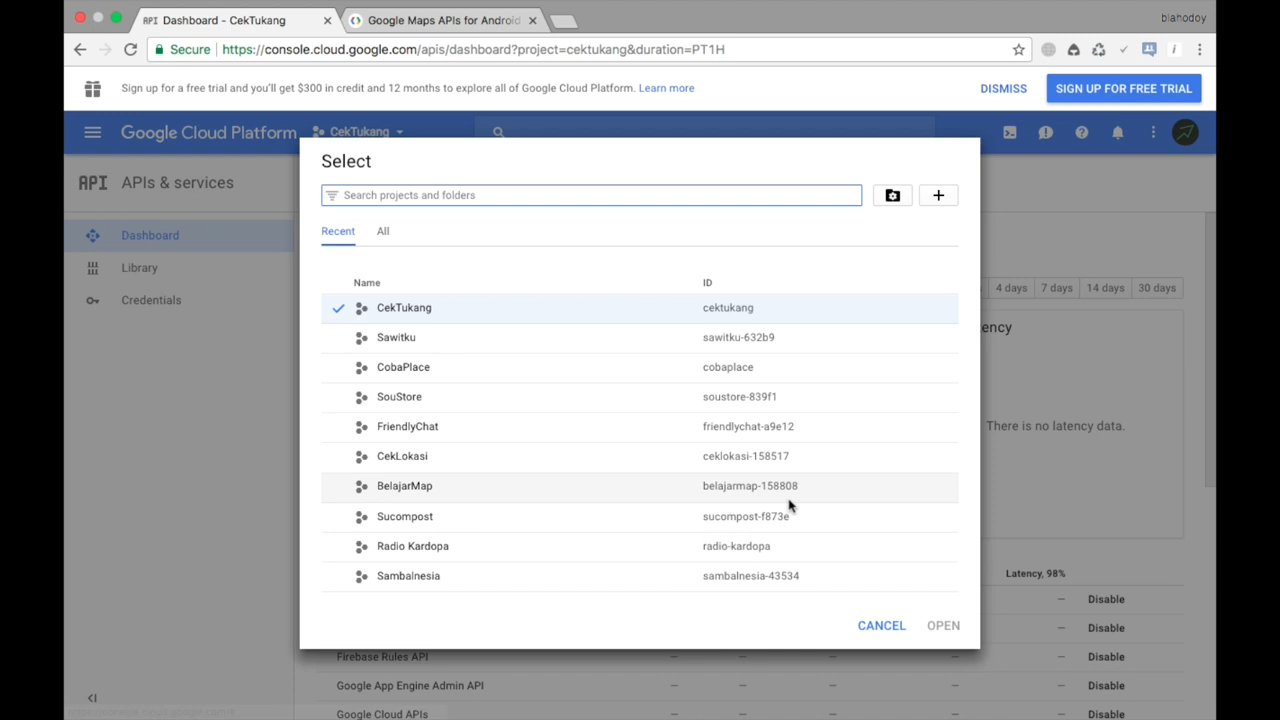 API Dashboard - CekTukang
Google Maps APIs for Android
blahodoy
Secure https://console.cloud.google.com/apis/dashboard?project=cektukang&duration=PT1H
Sign up for a free trial and you'll get $300 in credit and 12 months to explore all of Google Cloud Platform. Learn more
DISMISS
SIGN UP FOR FREE TRIAL
Google Cloud Platform
CekTukang
Select
API APIs & services
Search projects and folders
Dashboard
Recent
All
Library
Credentials
4 days
7 days
14 days
30 days
Name
ID
CekTukang cektukang
Sawitku sawitku-632b9
CobaPlace cobaplace
SouStore soustore-839f1
FriendlyChat friendlychat-a9e12
CekLokasi ceklokasi-158517
BelajarMap belajarmap-158808
Sucompost sucompost-f873e
Radio Kardopa radio-kardopa
Sambalnesia sambalnesia-43534
ency
There is no latency data.
Latency, 98%
Disable
CANCEL
OPEN
Disable
Firebase Rules API
Disable
Google App Engine Admin API
Disable
Google Cloud APIs
Disable